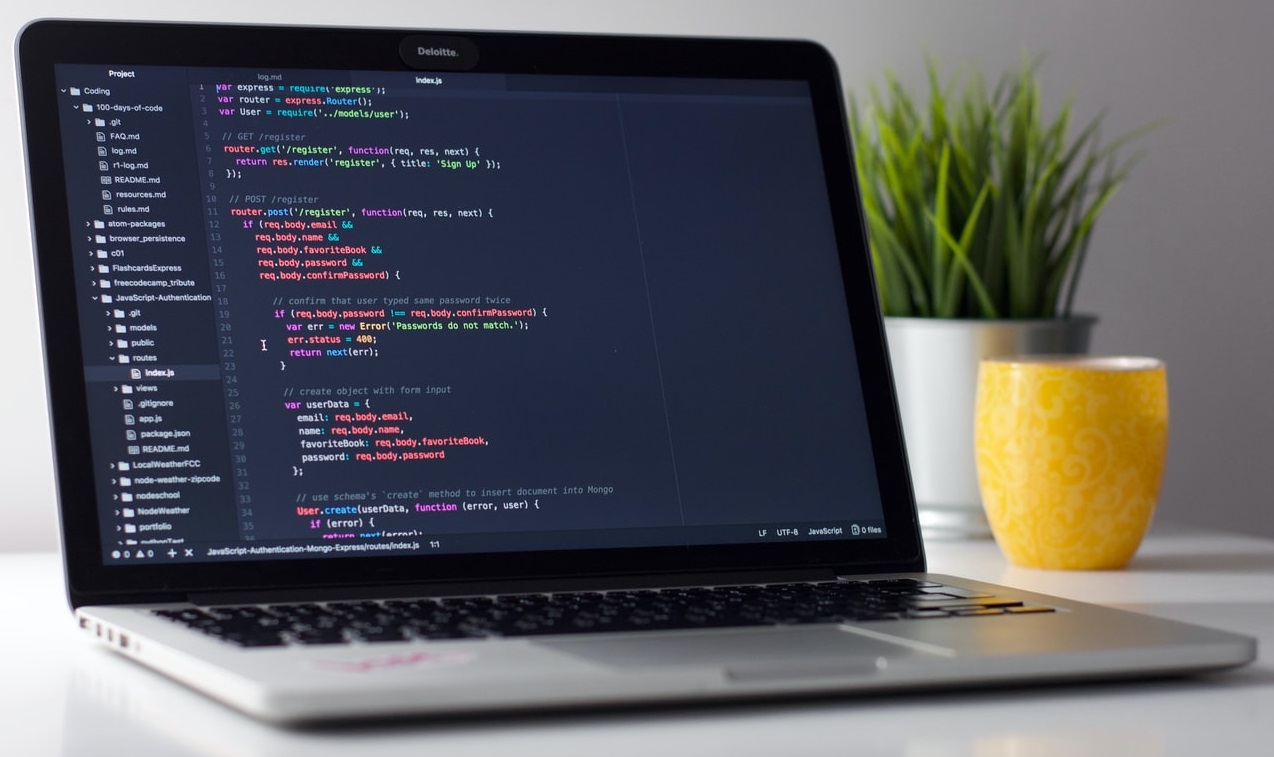 Deloitte.
Project
Coding
100-days-of-code
.git
FAQ.md
log.md
r1-log.md
README.md
resources.md
rules.md
atom-packages
browser_persistence
c01
FlashcardsExpress
freecodecamp_tribute
JavaScript-Authentication
.git
models
public
routes
index.js
views
.gitignore
app.js
package.json
README.md
LocalWeatherFCC
node-weather-zipcode
nodeschool
NodeWeather
portfolio
pythonTest
log.md
index.js
1 var express = require('express');
2 var router = express.Router();
3 var User = require('../models/user');
4
5 // GET /register
6 router.get('/register', function(req, res, next) {
7 return res.render('register', { title: 'Sign Up' });
8 });
9
10 // POST /register
11 router.post('/register', function(req, res, next) {
12 if (req.body.email &&
13 req.body.name &&
14 req.body.favoriteBook &&
15 req.body.password &&
16 req.body.confirmPassword) {
17
18 // confirm that user typed same password twice
19 if (req.body.password !== req.body.confirmPassword) {
20 var err = new Error('Passwords do not match.');
21 err.status = 400;
22 return next(err);
23 }
24
25 // create object with form input
26 var userData = {
27 email: req.body.email,
28 name: req.body.name,
29 favoriteBook: req.body.favoriteBook,
30 password: req.body.password
31 };
32
33 // use schema's `create` method to insert document into Mongo
34 User.create(userData, function (error, user) {
35 if (error) {
return next(error);
0 0 + × JavaScript-Authentication-Mongo-Express/routes/index.js 1:1 LF UTF-8 JavaScript 0 files